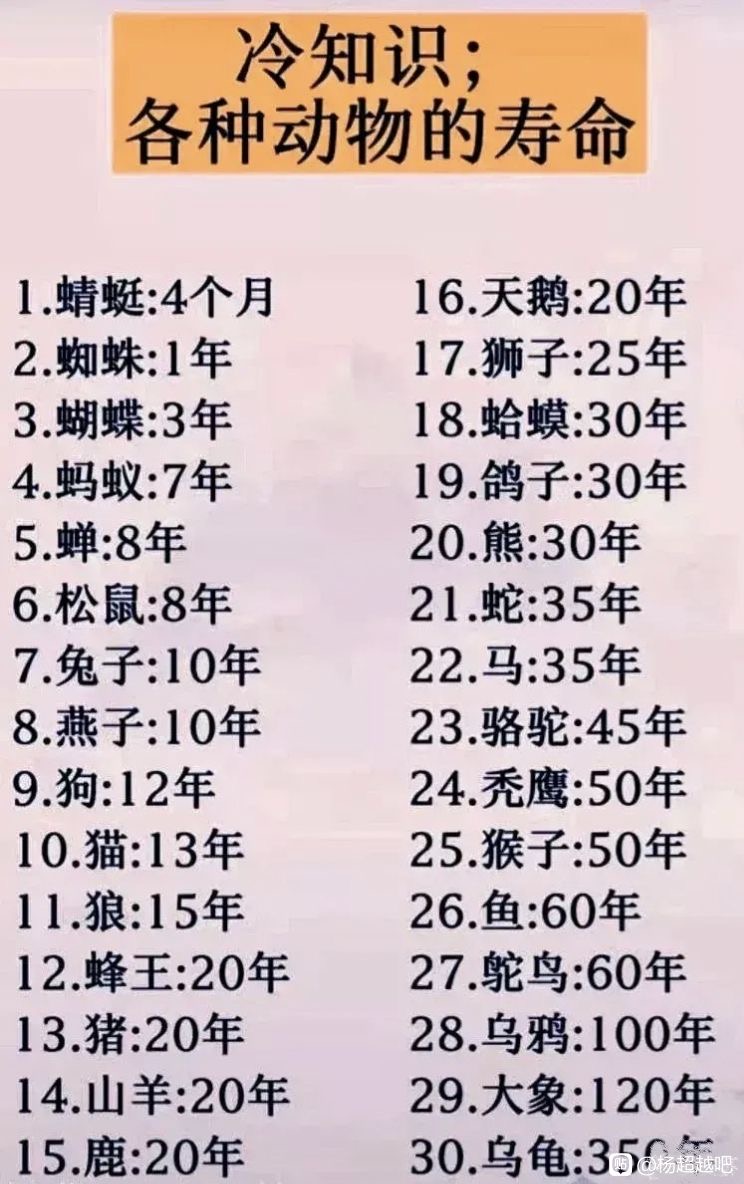 冷知识；
各种动物的寿命
1.蜻蜓:4个月
2.蜘蛛:1年
3.蝴蝶:3年
4.蚂蚁:7年
5.蝉:8年
6.松鼠:8年
7.兔子:10年
8.燕子:10年
9.狗:12年
10.猫:13年
11.狼:15年
12.蜂王:20年
13.猪:20年
14.山羊:20年
15.鹿:20年
16.天鹅:20年
17.狮子:25年
18.蛤蟆:30年
19.鸽子:30年
20.熊:30年
21.蛇:35年
22.马:35年
23.骆驼:45年
24.秃鹰:50年
25.猴子:50年
26.鱼:60年
27.鸵鸟:60年
28.乌鸦:100年
29.大象:120年
30.乌龟:350年
贴 @杨超越吧